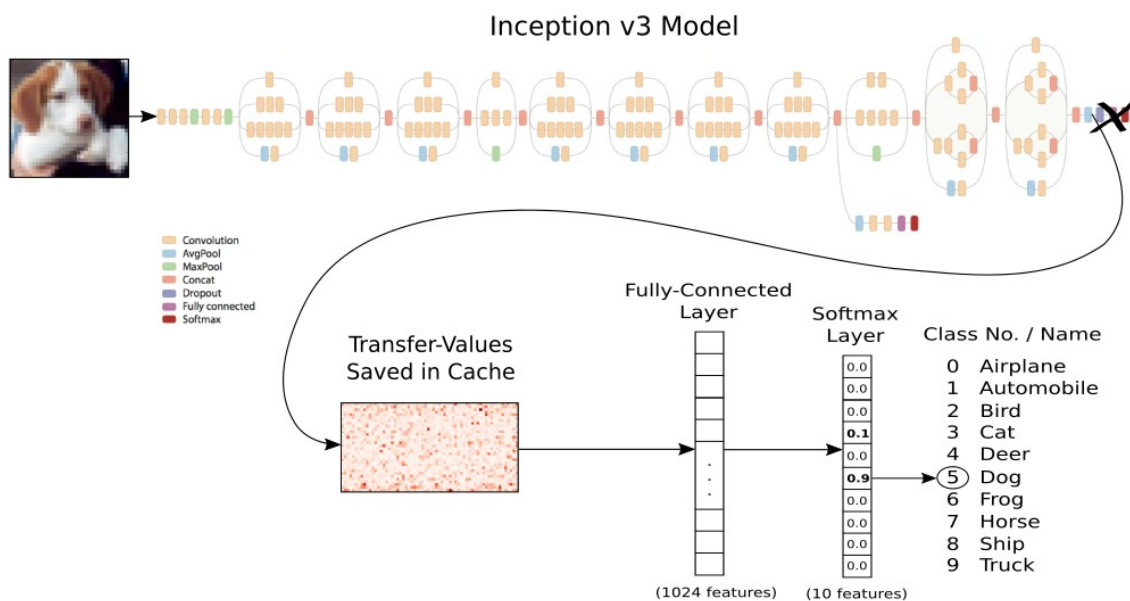 Inception v3 Model
Convolution
AvgPool
MaxPool
Concat
Dropout
Fully connected
Softmax
Transfer-Values
Saved in Cache
Fully-Connected
Layer
.
.
.
(1024 features)
Softmax
Layer
0.0
0.0
0.0
0.1
0.0
0.9
0.0
0.0
0.0
0.0
(10 features)
Class No. / Name
0 Airplane
1 Automobile
2 Bird
3 Cat
4 Deer
5 Dog
6 Frog
7 Horse
8 Ship
9 Truck